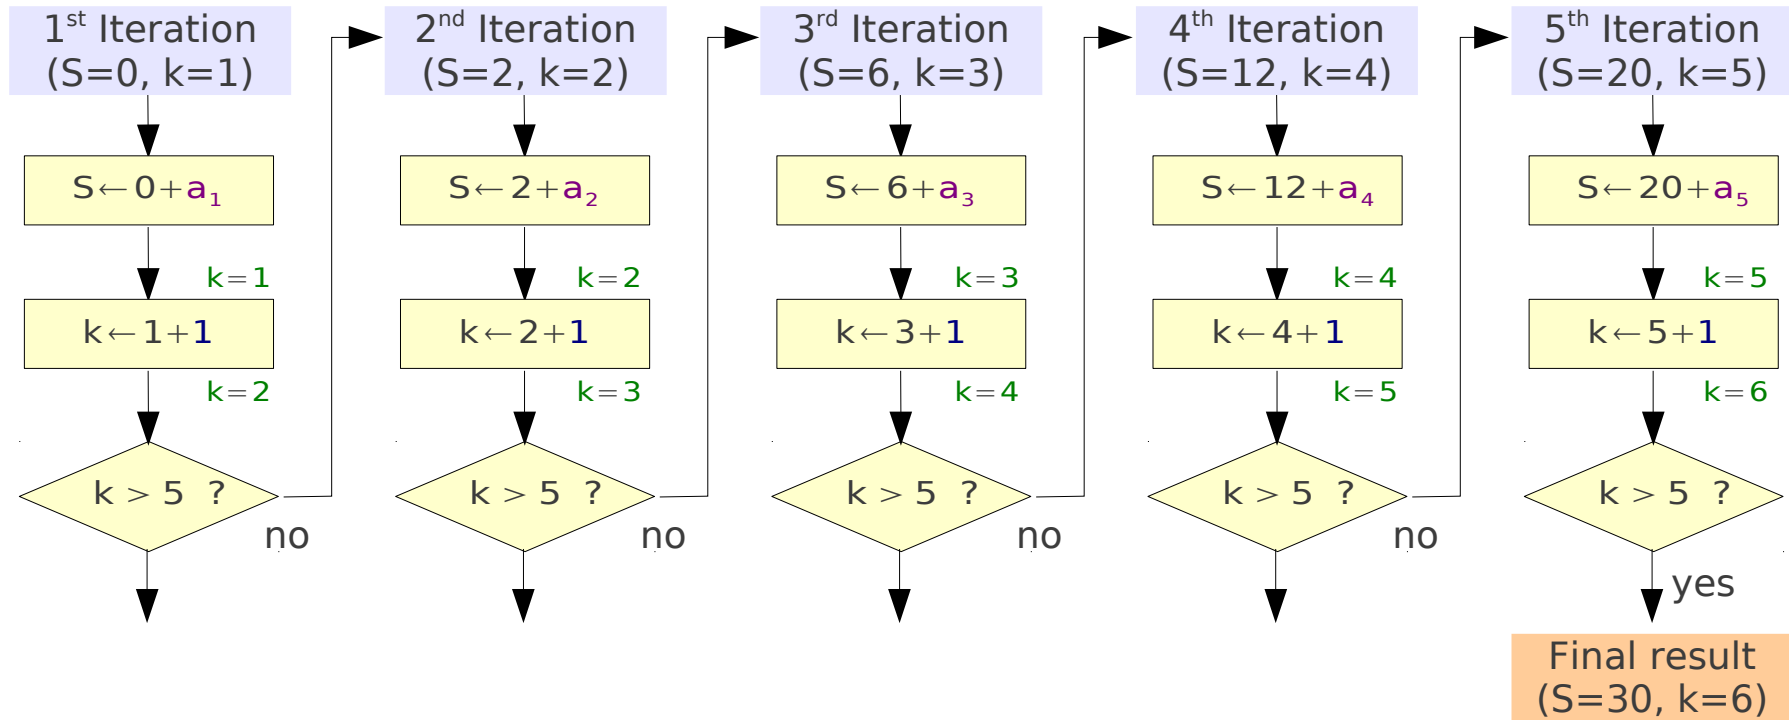 1st Iteration
(S=0, k=1)
S←0+a1
k=1
k←1+1
k=2
k > 5 ?
no
2nd Iteration
(S=2, k=2)
S←2+a2
k=2
k←2+1
k=3
k > 5 ?
no
3rd Iteration
(S=6, k=3)
S←6+a3
k=3
k←3+1
k=4
k > 5 ?
no
4th Iteration
(S=12, k=4)
S←12+a4
k=4
k←4+1
k=5
k > 5 ?
no
5th Iteration
(S=20, k=5)
S←20+a5
k=5
k←5+1
k=6
k > 5 ?
yes
Final result
(S=30, k=6)